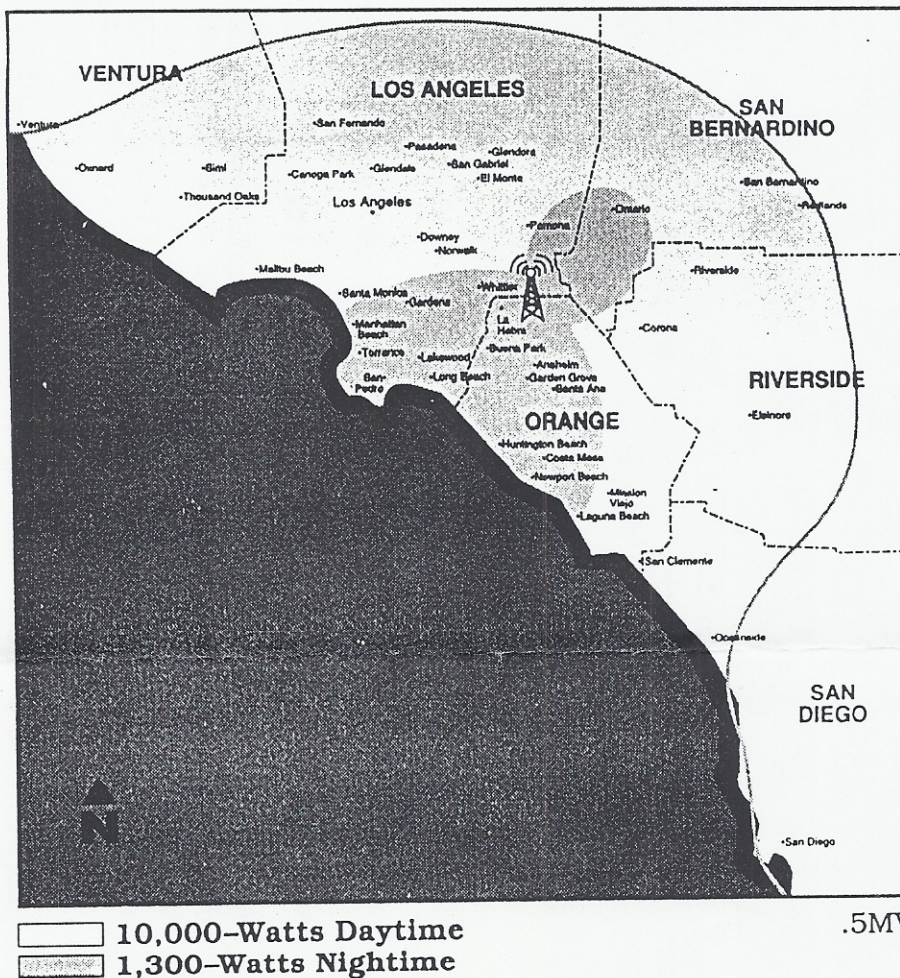 VENTURA
LOS ANGELES
SAN
BERNARDINO
Ventura
San Fernando
Pasadena
Glendora
Oxnard
Simi
Canoga Park
Glendale
San Gabriel
El Monte
San Bernardino
Thousand Oaks
Redlands
Los Angeles
Ontario
Pomona
Downey
Norwalk
Malibu Beach
Riverside
Santa Monica
Whittier
Gardena
La
Habra
Manhattan
Beach
Corona
Torrance
Lakewood
Buena Park
Anaheim
San
Pedro
Long Beach
Garden Grove
Santa Ana
RIVERSIDE
ORANGE
Elsinore
Huntington Beach
Costa Mesa
Newport Beach
Mission
Viejo
Laguna Beach
San Clemente
Oceanside
SAN
DIEGO
N
San Diego
10,000–Watts Daytime
.5MV
1,300–Watts Nightime